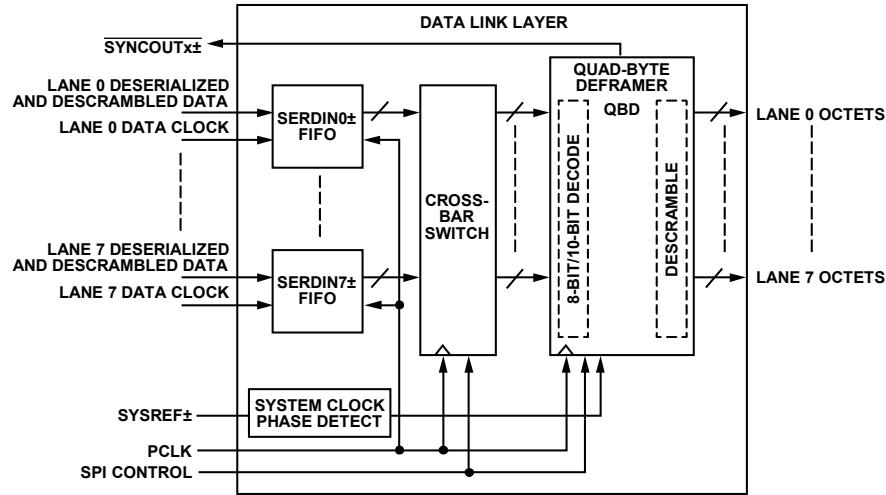 DATA LINK LAYER
SYNCOUTx±
QUAD-BYTE
DEFRAMER
QBD
LANE 0 DESERIALIZED
AND DESCRAMBLED DATA
LANE 0 DATA CLOCK
SERDIN0±
FIFO
LANE 0 OCTETS
CROSS-
BAR
SWITCH
8-BIT/10-BIT DECODE
DESCRAMBLE
LANE 7 DESERIALIZED
AND DESCRAMBLED DATA
LANE 7 DATA CLOCK
SERDIN7±
FIFO
LANE 7 OCTETS
SYSREF±
SYSTEM CLOCK
PHASE DETECT
PCLK
SPI CONTROL